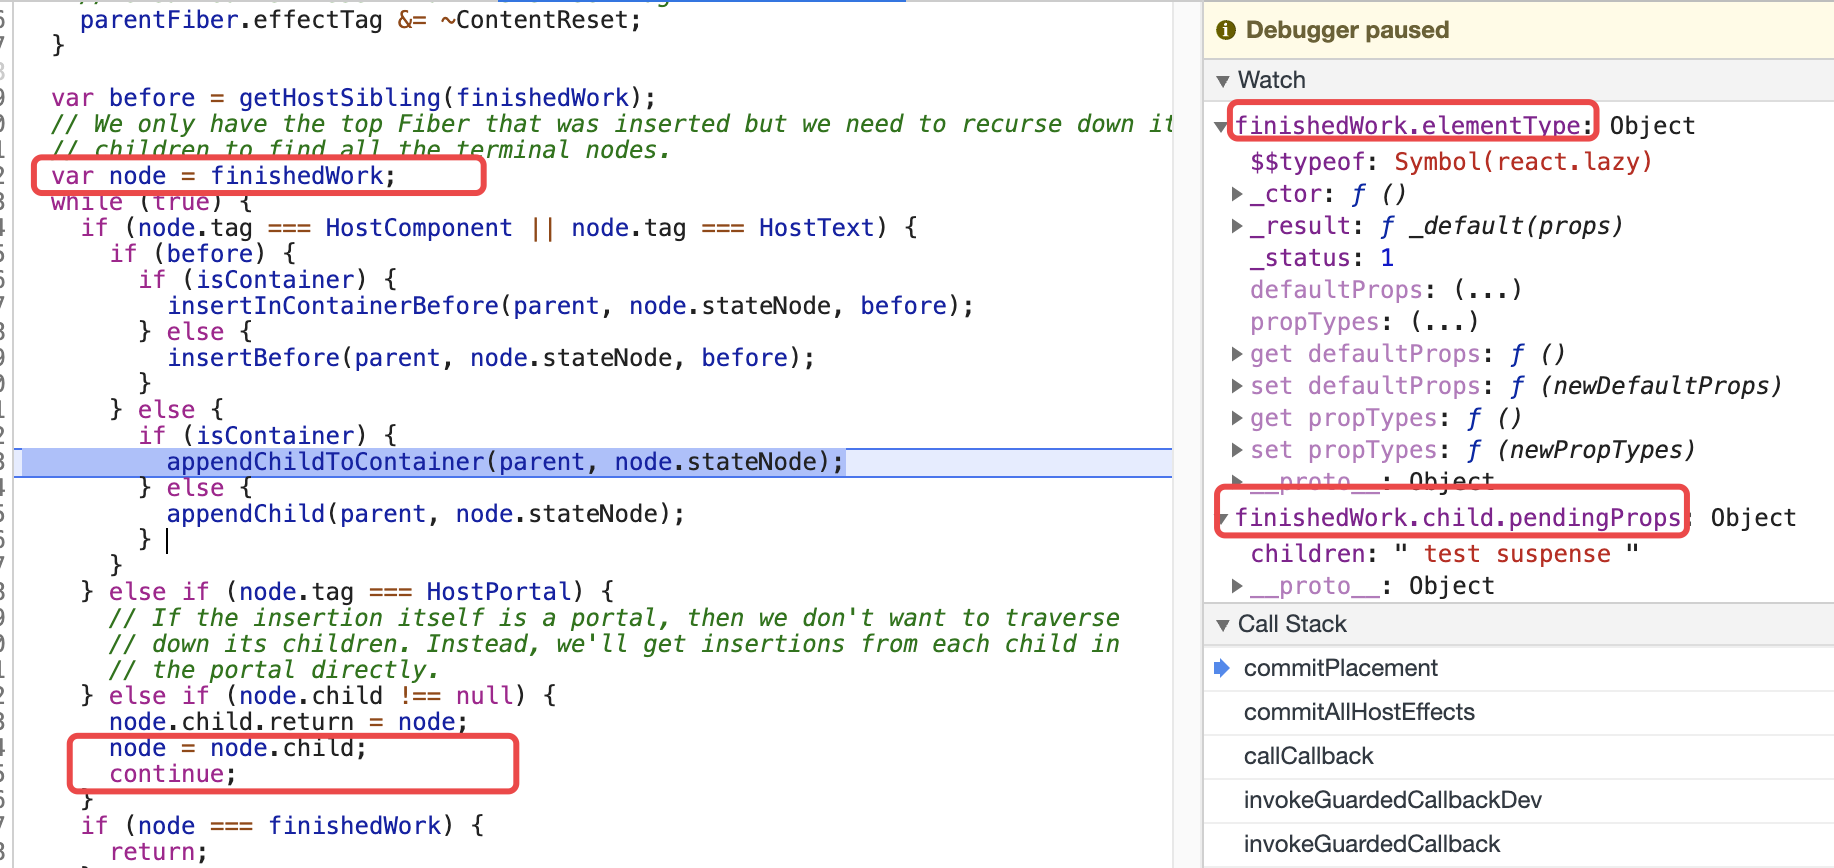 parentFiber.effectTag &= ~ContentReset;
}
var before = getHostSibling(finishedWork);
// We only have the top Fiber that was inserted but we need to recurse down it
// children to find all the terminal nodes.
var node = finishedWork;
while (true) {
if (node.tag === HostComponent || node.tag === HostText) {
if (before) {
if (isContainer) {
insertInContainerBefore(parent, node.stateNode, before);
} else {
insertBefore(parent, node.stateNode, before);
}
} else {
if (isContainer) {
appendChildToContainer(parent, node.stateNode);
} else {
appendChild(parent, node.stateNode);
}
}
} else if (node.tag === HostPortal) {
// If the insertion itself is a portal, then we don't want to traverse
// down its children. Instead, we'll get insertions from each child in
// the portal directly.
} else if (node.child !== null) {
node.child.return = node;
node = node.child;
continue;
}
if (node === finishedWork) {
return;
Debugger paused
Watch
finishedWork.elementType: Object
$$typeof: Symbol(react.lazy)
_ctor: ƒ ()
_result: ƒ _default(props)
_status: 1
defaultProps: (...)
propTypes: (...)
get defaultProps: ƒ ()
set defaultProps: ƒ (newDefaultProps)
get propTypes: ƒ ()
set propTypes: ƒ (newPropTypes)
__proto__: Object
finishedWork.child.pendingProps: Object
children: " test suspense "
__proto__: Object
Call Stack
commitPlacement
commitAllHostEffects
callCallback
invokeGuardedCallbackDev
invokeGuardedCallback